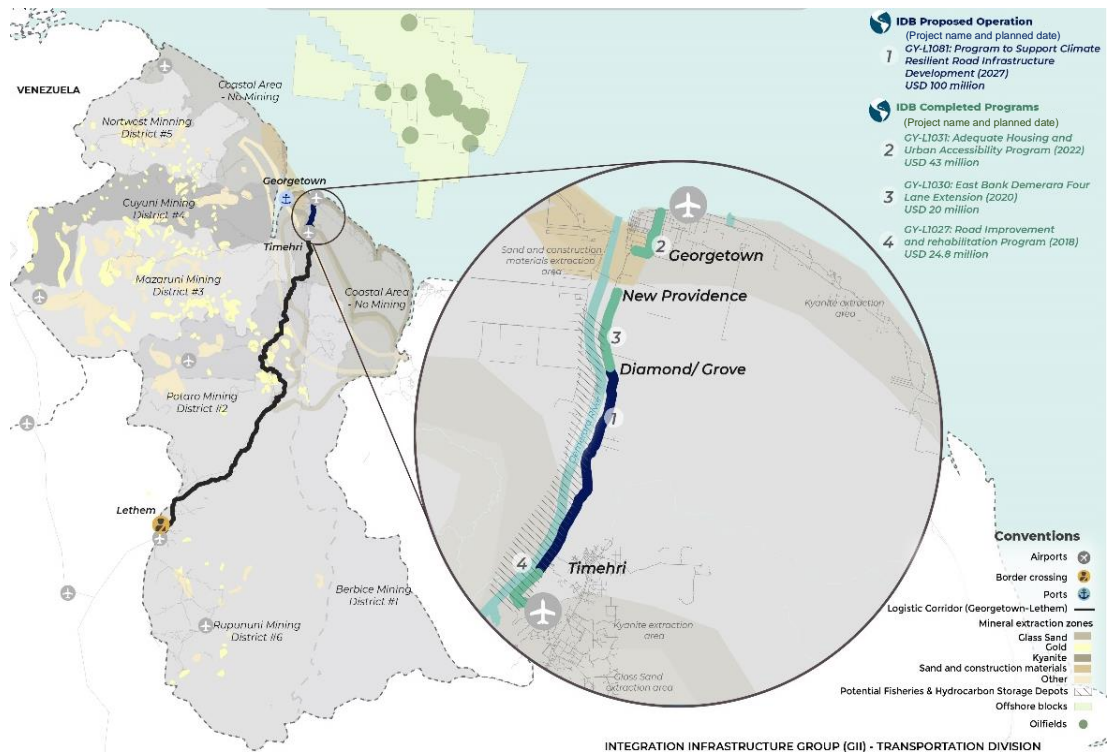 IDB Proposed Operation
(Project name and planned date)
1
GY-L1081: Program to Support Climate
Resilient Road Infrastructure
Development (2027)
USD 100 million
IDB Completed Programs
(Project name and planned date)
2
GY-L1031: Adequate Housing and
Urban Accessibility Program (2022)
USD 43 million
3
GY-L1030: East Bank Demerara Four
Lane Extension (2020)
USD 20 million
4
GY-L1027: Road Improvement
and rehabilitation Program (2018)
USD 24.8 million
VENEZUELA
Coastal Area
- No Mining
Nortwest Minning
District #5
Georgetown
Cuyuni Mining
District #4
Timehri
Mazaruni Mining
District #3
Coastal Area
- No Mining
Potaro Mining
District #2
Lethem
Berbice Mining
District #1
Rupununi Mining
District #6
2
Georgetown
Sand and construction
materials extraction
area
New Providence
Kyanite extraction
area
3
Diamond/ Grove
1
Demerara River
4
Timehri
Kyanite extraction
area
Glass Sand
extraction area
Conventions
Airports
Border crossing
Ports
Logistic Corridor (Georgetown-Lethem)
Mineral extraction zones
Glass Sand
Gold
Kyanite
Sand and construction materials
Other
Potential Fisheries & Hydrocarbon Storage Depots
Offshore blocks
Oilfields
INTEGRATION INFRASTRUCTURE GROUP (GII) - TRANSPORTATION DIVISION